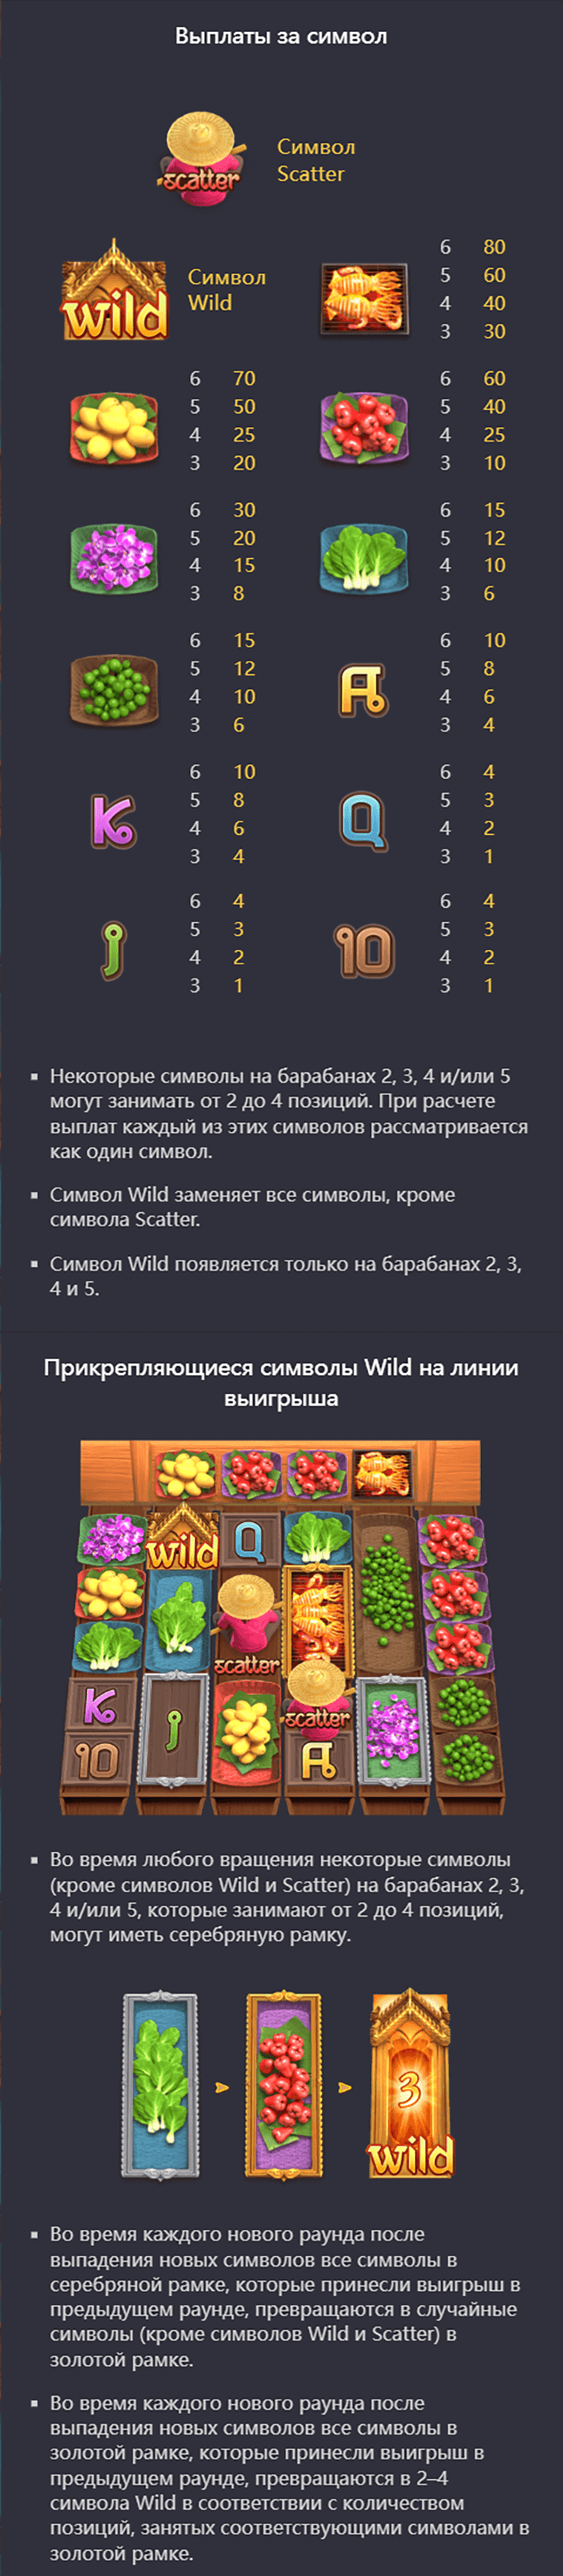 Выплаты за символ
scatter
Символ
Scatter
wild
Символ
Wild
6 80
5 60
4 40
3 30
6 70
5 50
4 25
3 20
6 60
5 40
4 25
3 10
6 30
5 20
4 15
3 8
6 15
5 12
4 10
3 6
6 15
5 12
4 10
3 6
A
6 10
5 8
4 6
3 4
K
6 10
5 8
4 6
3 4
Q
6 4
5 3
4 2
3 1
J
6 4
5 3
4 2
3 1
10
6 4
5 3
4 2
3 1
▪ Некоторые символы на барабанах 2, 3, 4 и/или 5
могут занимать от 2 до 4 позиций. При расчете
выплат каждый из этих символов рассматривается
как один символ.
▪ Символ Wild заменяет все символы, кроме
символа Scatter.
▪ Символ Wild появляется только на барабанах 2, 3,
4 и 5.
Прикрепляющиеся символы Wild на линии
выигрыша
wild
Q
scatter
K
J
scatter
10
A
▪ Во время любого вращения некоторые символы
(кроме символов Wild и Scatter) на барабанах 2, 3,
4 и/или 5, которые занимают от 2 до 4 позиций,
могут иметь серебряную рамку.
3
wild
▪ Во время каждого нового раунда после
выпадения новых символов все символы в
серебряной рамке, которые принесли выигрыш в
предыдущем раунде, превращаются в случайные
символы (кроме символов Wild и Scatter) в
золотой рамке.
▪ Во время каждого нового раунда после
выпадения новых символов все символы в
золотой рамке, которые принесли выигрыш в
предыдущем раунде, превращаются в 2–4
символа Wild в соответствии с количеством
позиций, занятых соответствующими символами в
золотой рамке.